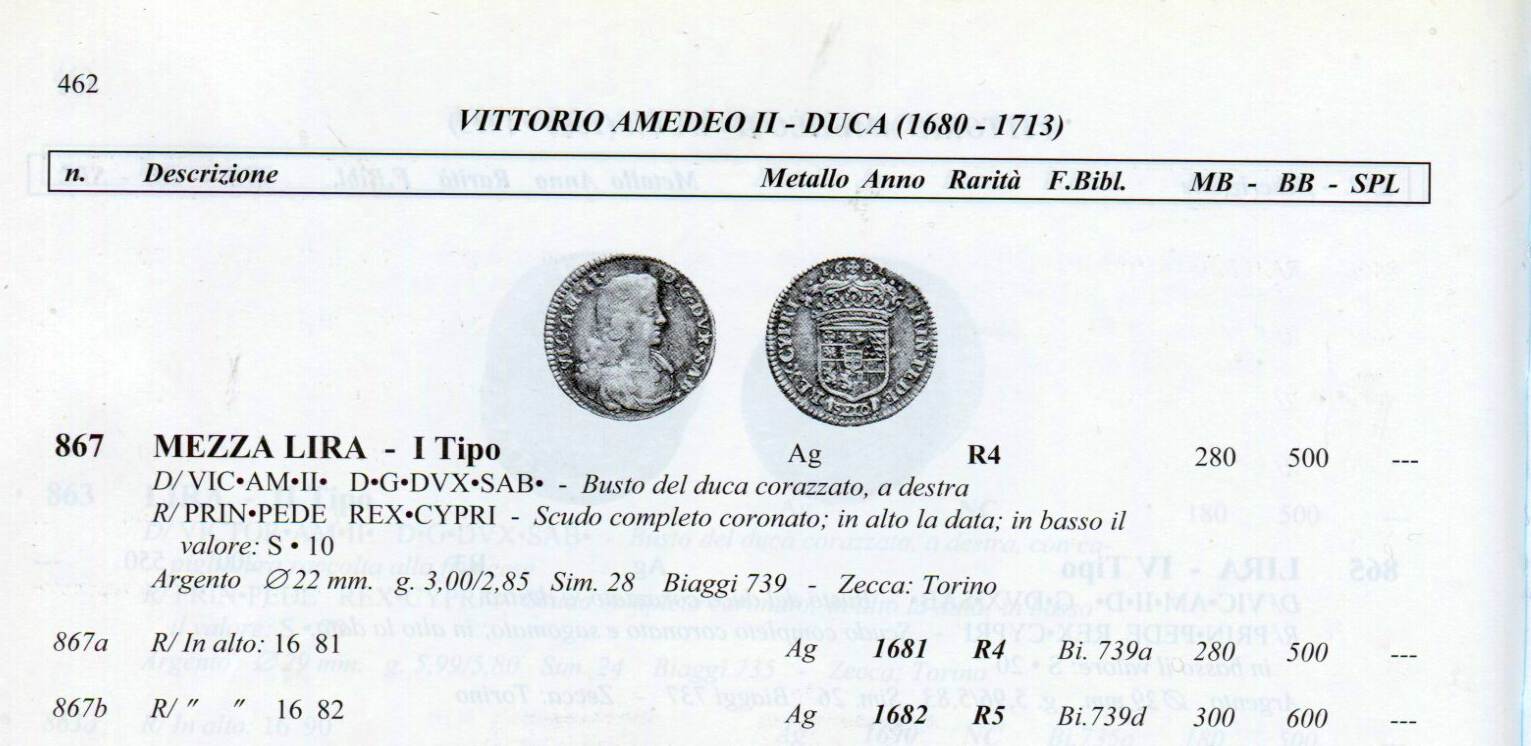 462
VITTORIO AMEDEO II - DUCA (1680 - 1713)
n. Descrizione Metallo Anno Rarità F.Bibl. MB - BB - SPL
867 MEZZA LIRA - I Tipo Ag R4 280 500 ---
D/ VIC•AM•II• D•G•DVX•SAB• - Busto del duca corazzato, a destra
R/ PRIN•PEDE REX•CYPRI - Scudo completo coronato; in alto la data; in basso il
valore: S • 10
Argento ∅ 22 mm. g. 3,00/2,85 Sim. 28 Biaggi 739 - Zecca: Torino
867a R/ In alto: 16 81 Ag 1681 R4 Bi. 739a 280 500 ---
867b R/ " " 16 82 Ag 1682 R5 Bi.739d 300 600 ---